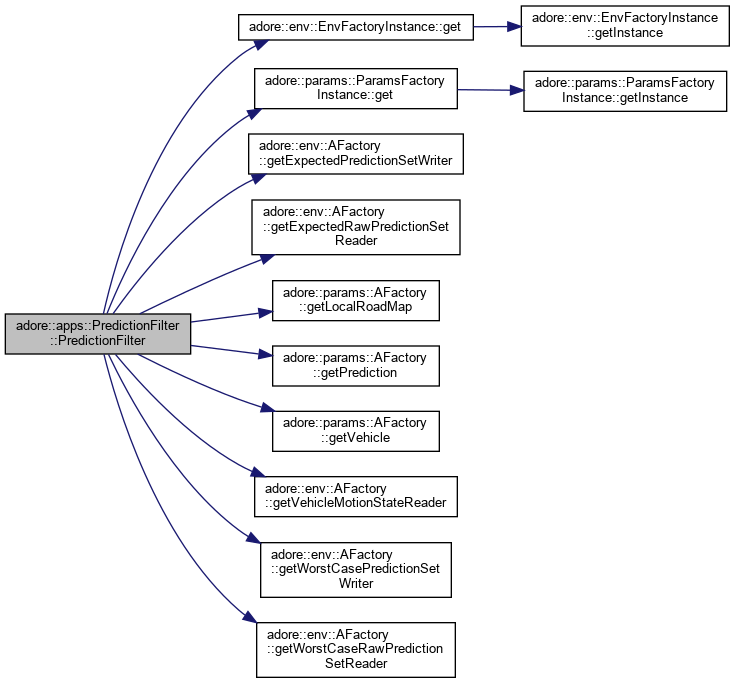 adore::apps::PredictionFilter
::PredictionFilter
adore::env::EnvFactoryInstance::get
adore::env::EnvFactoryInstance
::getInstance
adore::params::ParamsFactory
Instance::get
adore::params::ParamsFactory
Instance::getInstance
adore::env::AFactory
::getExpectedPredictionSetWriter
adore::env::AFactory
::getExpectedRawPredictionSet
Reader
adore::params::AFactory
::getLocalRoadMap
adore::params::AFactory
::getPrediction
adore::params::AFactory
::getVehicle
adore::env::AFactory
::getVehicleMotionStateReader
adore::env::AFactory
::getWorstCasePredictionSet
Writer
adore::env::AFactory
::getWorstCaseRawPrediction
SetReader